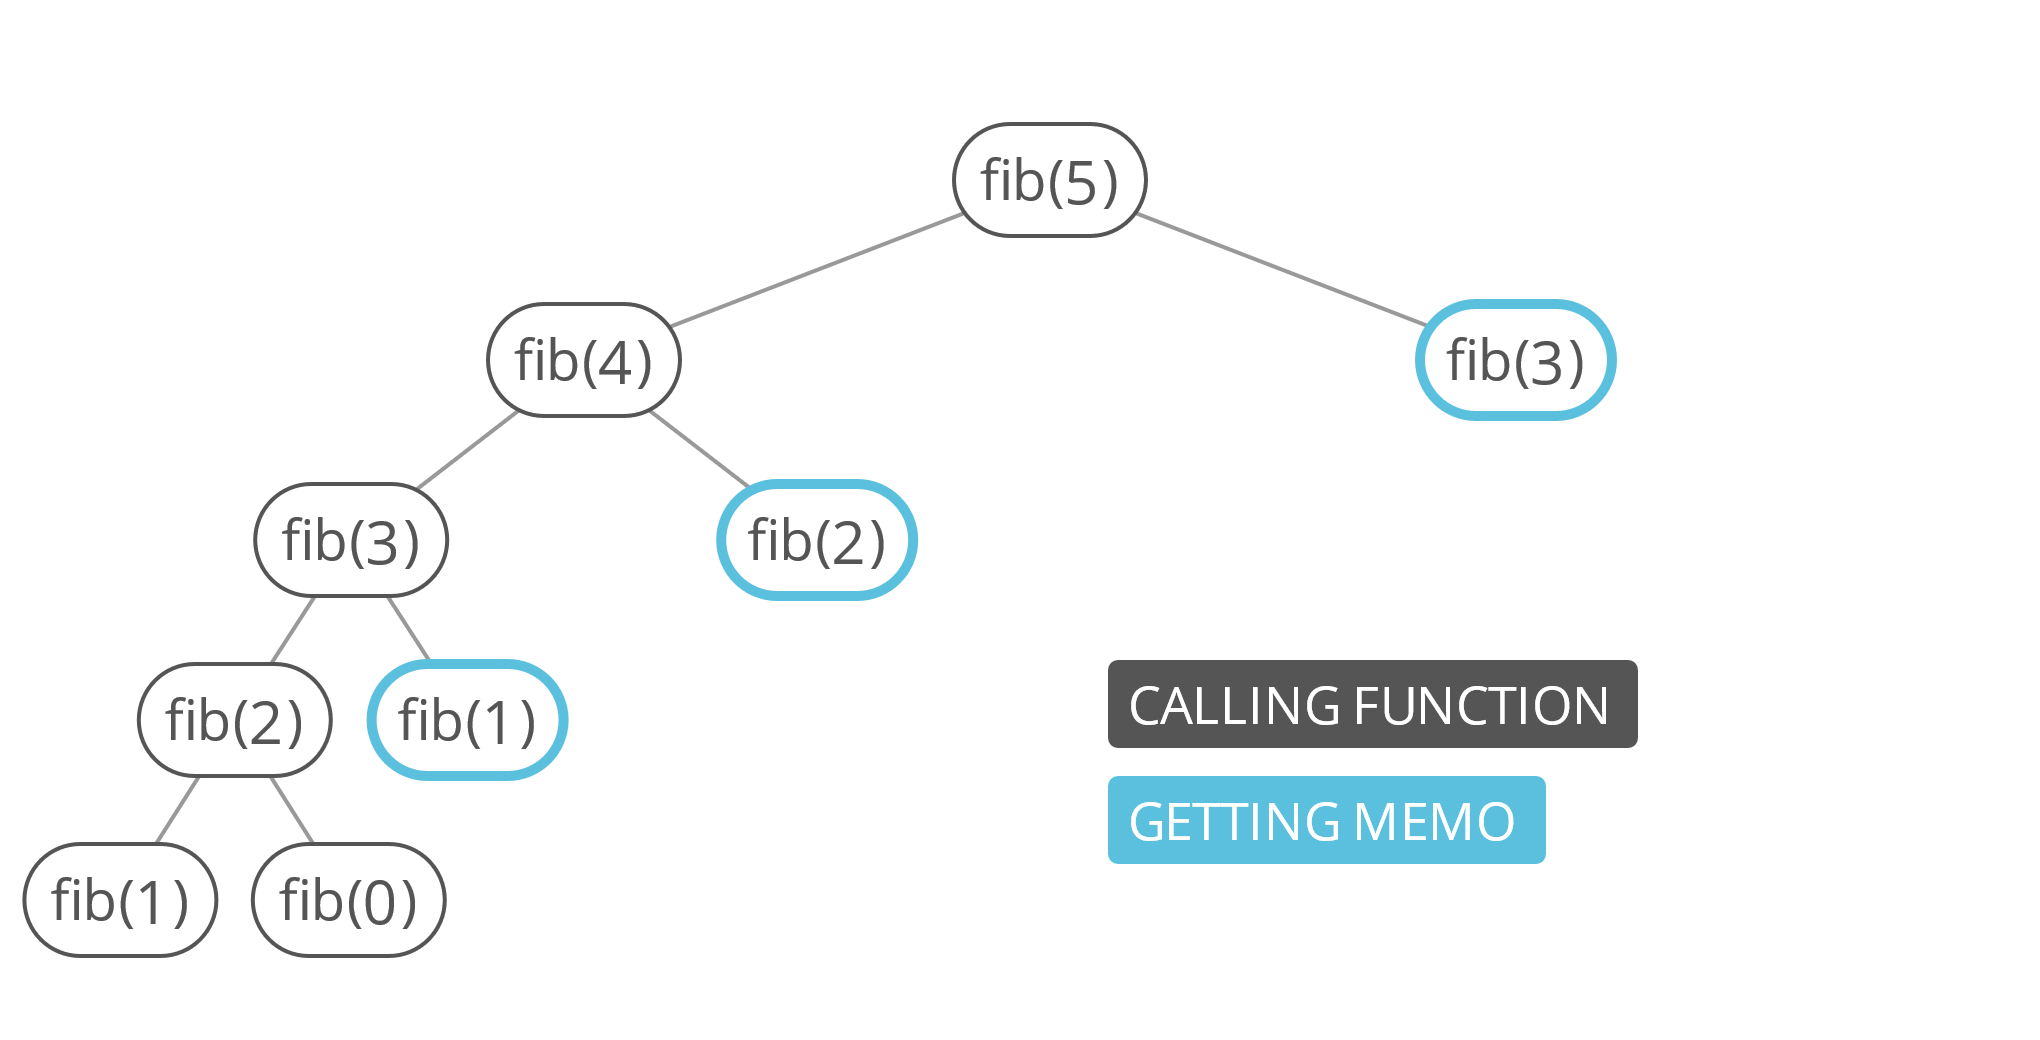 fib(5)
fib(4)
fib(3)
fib(3)
fib(2)
fib(2)
fib(1)
CALLING FUNCTION
GETTING MEMO
fib(1)
fib(0)